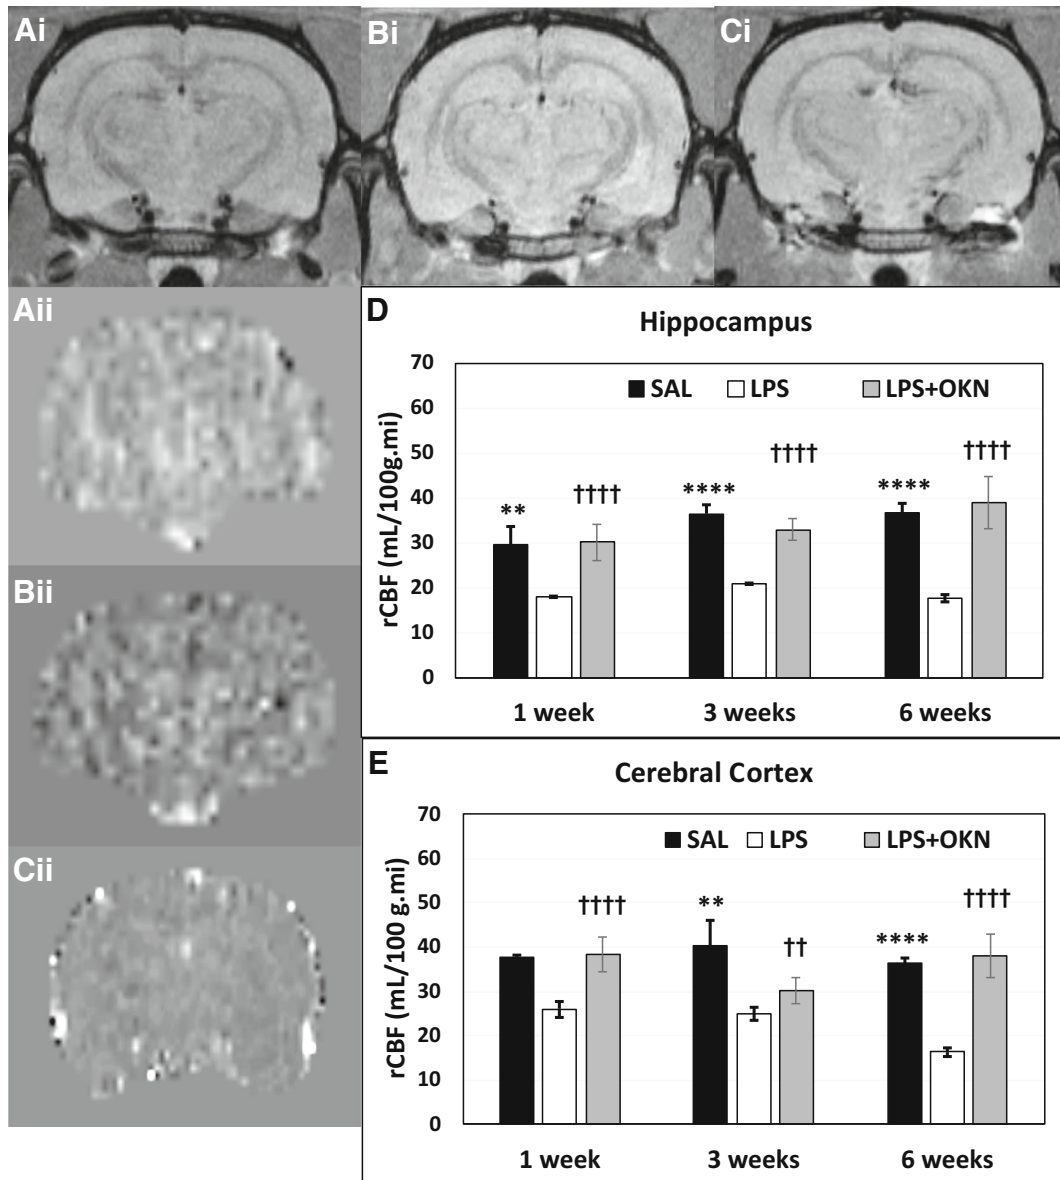 Ai
Bi
Ci
Aii
Bii
Cii
D
Hippocampus
SAL LPS LPS+OKN
rCBF (mL/100g.mi)
70
60
50
40
30
20
10
0
** †††† **** †††† **** ††††
1 week 3 weeks 6 weeks
E
Cerebral Cortex
SAL LPS LPS+OKN
rCBF (mL/100 g.mi)
70
60
50
40
30
20
10
0
†††† ** †† **** ††††
1 week 3 weeks 6 weeks